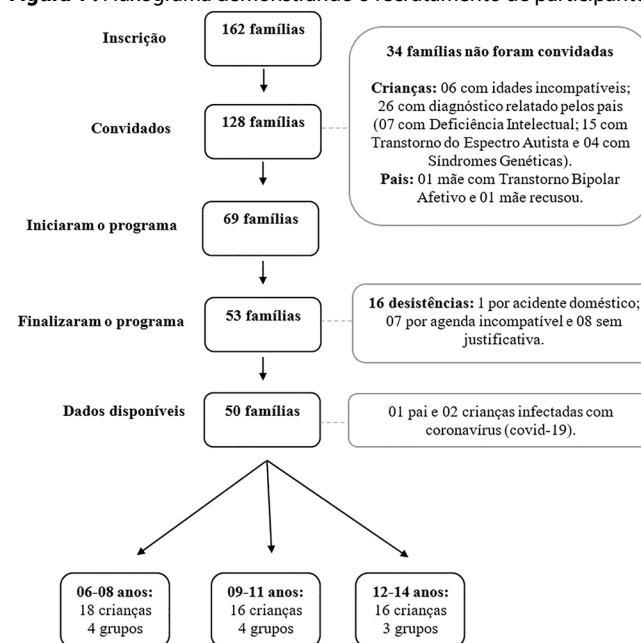 Figura 1. Fluxograma demonstrando o recrutamento de participante
Inscrição
162 famílias
34 famílias não foram convidadas
Crianças: 06 com idades incompatíveis;
26 com diagnóstico relatado pelos pais
(07 com Deficiência Intelectual; 15 com
Transtorno do Espectro Autista e 04 com
Síndromes Genéticas).
Pais: 01 mãe com Transtorno Bipolar
Afetivo e 01 mãe recusou.
Convidados
128 famílias
Iniciaram o programa
69 famílias
Finalizaram o programa
53 famílias
16 desistências: 1 por acidente doméstico;
07 por agenda incompatível e 08 sem
justificativa.
Dados disponíveis
50 famílias
01 pai e 02 crianças infectadas com
coronavírus (covid-19).
06-08 anos:
18 crianças
4 grupos
09-11 anos:
16 crianças
4 grupos
12-14 anos:
16 crianças
3 grupos